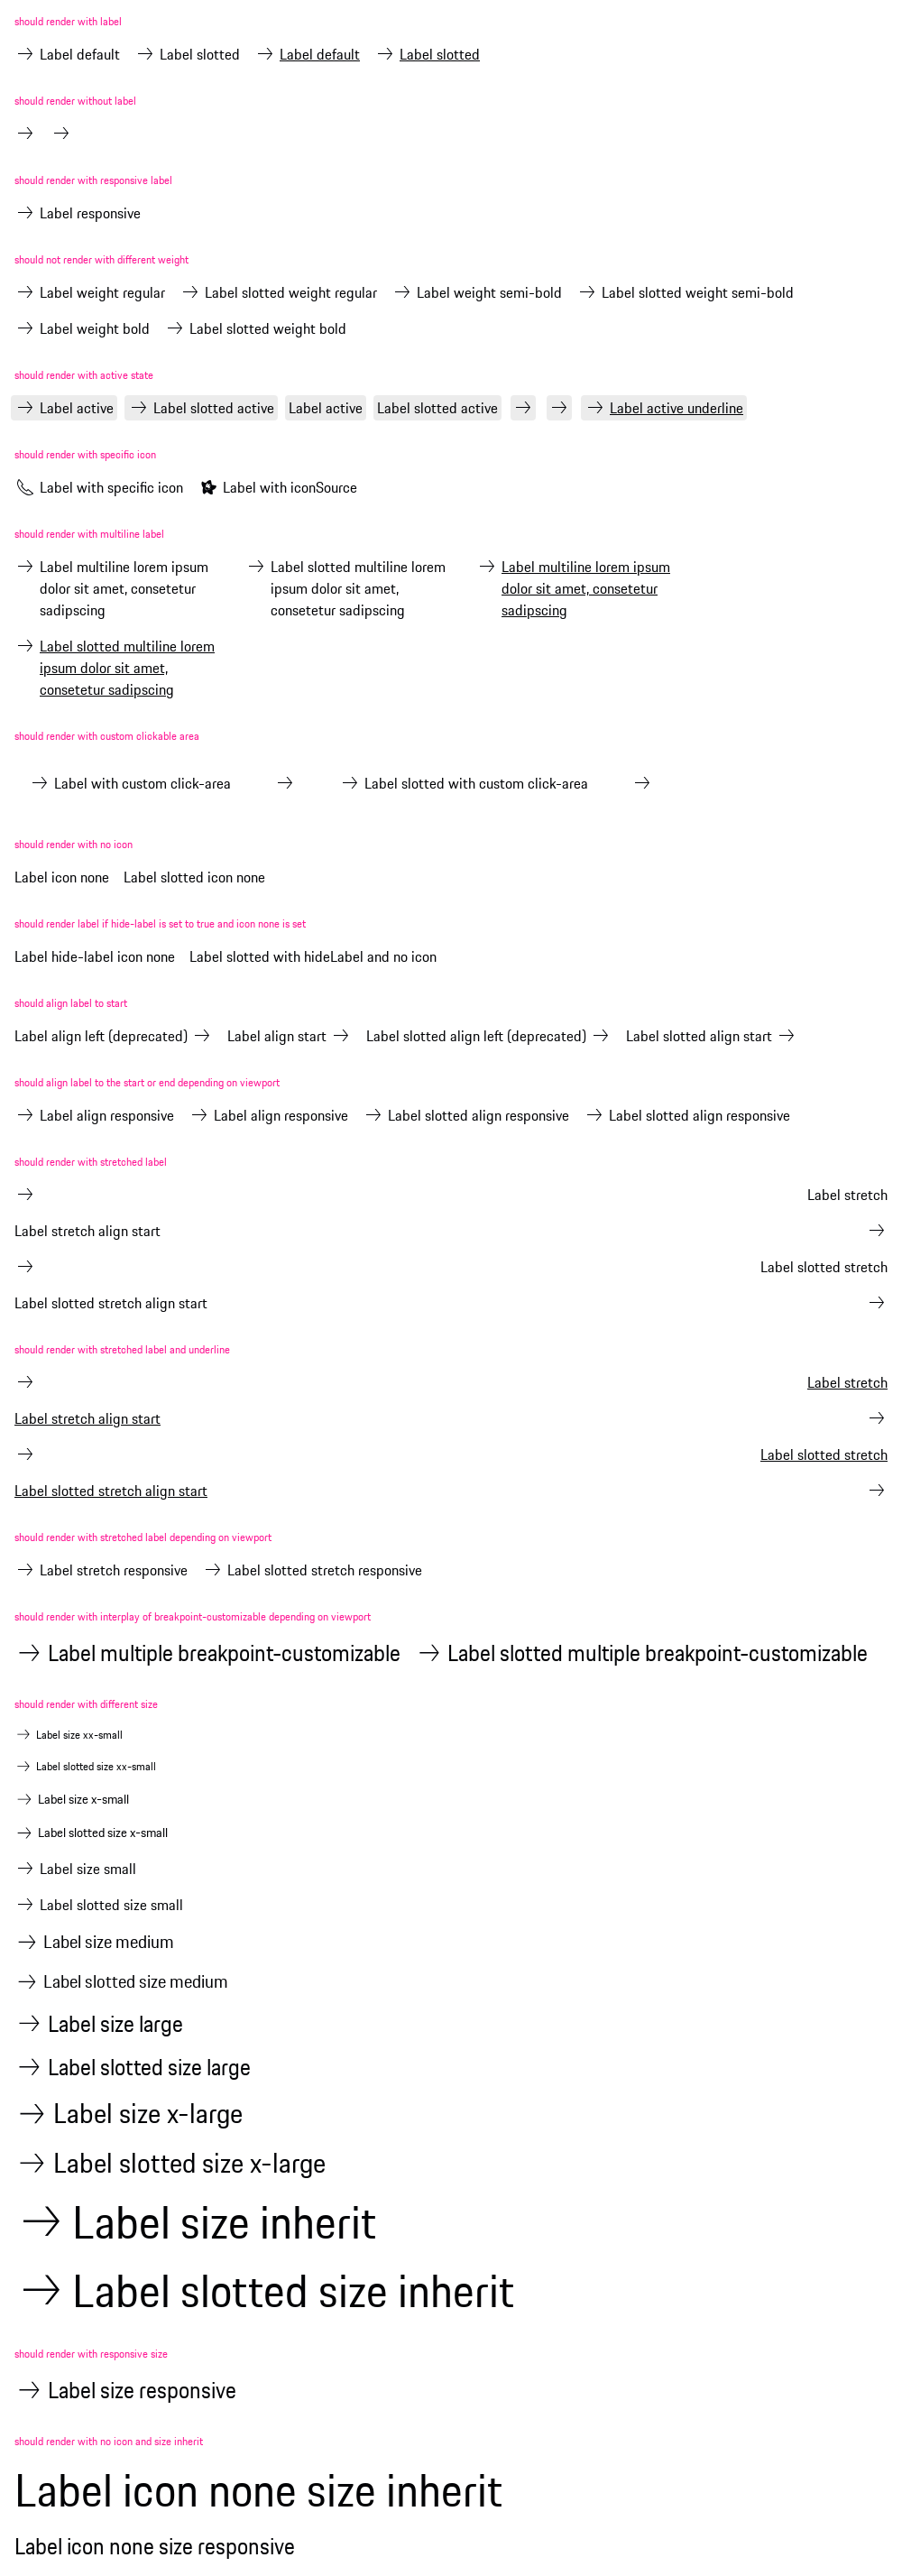 should render with label
Label default Label slotted Label default Label slotted
should render without label
should render with responsive label
Label responsive
should not render with different weight
Label weight regular Label slotted weight regular Label weight semi-bold Label slotted weight semi-bold
Label weight bold Label slotted weight bold
should render with active state
Label active Label slotted active Label active Label slotted active Label active underline
should render with specific icon
Label with specific icon Label with iconSource
should render with multiline label
Label multiline lorem ipsum Label slotted multiline lorem Label multiline lorem ipsum
dolor sit amet, consetetur ipsum dolor sit amet, dolor sit amet, consetetur
sadipscing consetetur sadipscing sadipscing
Label slotted multiline lorem
ipsum dolor sit amet,
consetetur sadipscing
should render with custom clickable area
Label with custom click-area Label slotted with custom click-area
should render with no icon
Label icon none Label slotted icon none
should render label if hide-label is set to true and icon none is set
Label hide-label icon none Label slotted with hideLabel and no icon
should align label to start
Label align left (deprecated) Label align start Label slotted align left (deprecated) Label slotted align start
should align label to the start or end depending on viewport
Label align responsive Label align responsive Label slotted align responsive Label slotted align responsive
should render with stretched label
Label stretch
Label stretch align start
Label slotted stretch
Label slotted stretch align start
should render with stretched label and underline
Label stretch
Label stretch align start
Label slotted stretch
Label slotted stretch align start
should render with stretched label depending on viewport
Label stretch responsive Label slotted stretch responsive
should render with interplay of breakpoint-customizable depending on viewport
Label multiple breakpoint-customizable Label slotted multiple breakpoint-customizable
should render with different size
Label size xx-small
Label slotted size xx-small
Label size x-small
Label slotted size x-small
Label size small
Label slotted size small
Label size medium
Label slotted size medium
Label size large
Label slotted size large
Label size x-large
Label slotted size x-large
Label size inherit
Label slotted size inherit
should render with responsive size
Label size responsive
should render with no icon and size inherit
Label icon none size inherit
Label icon none size responsive